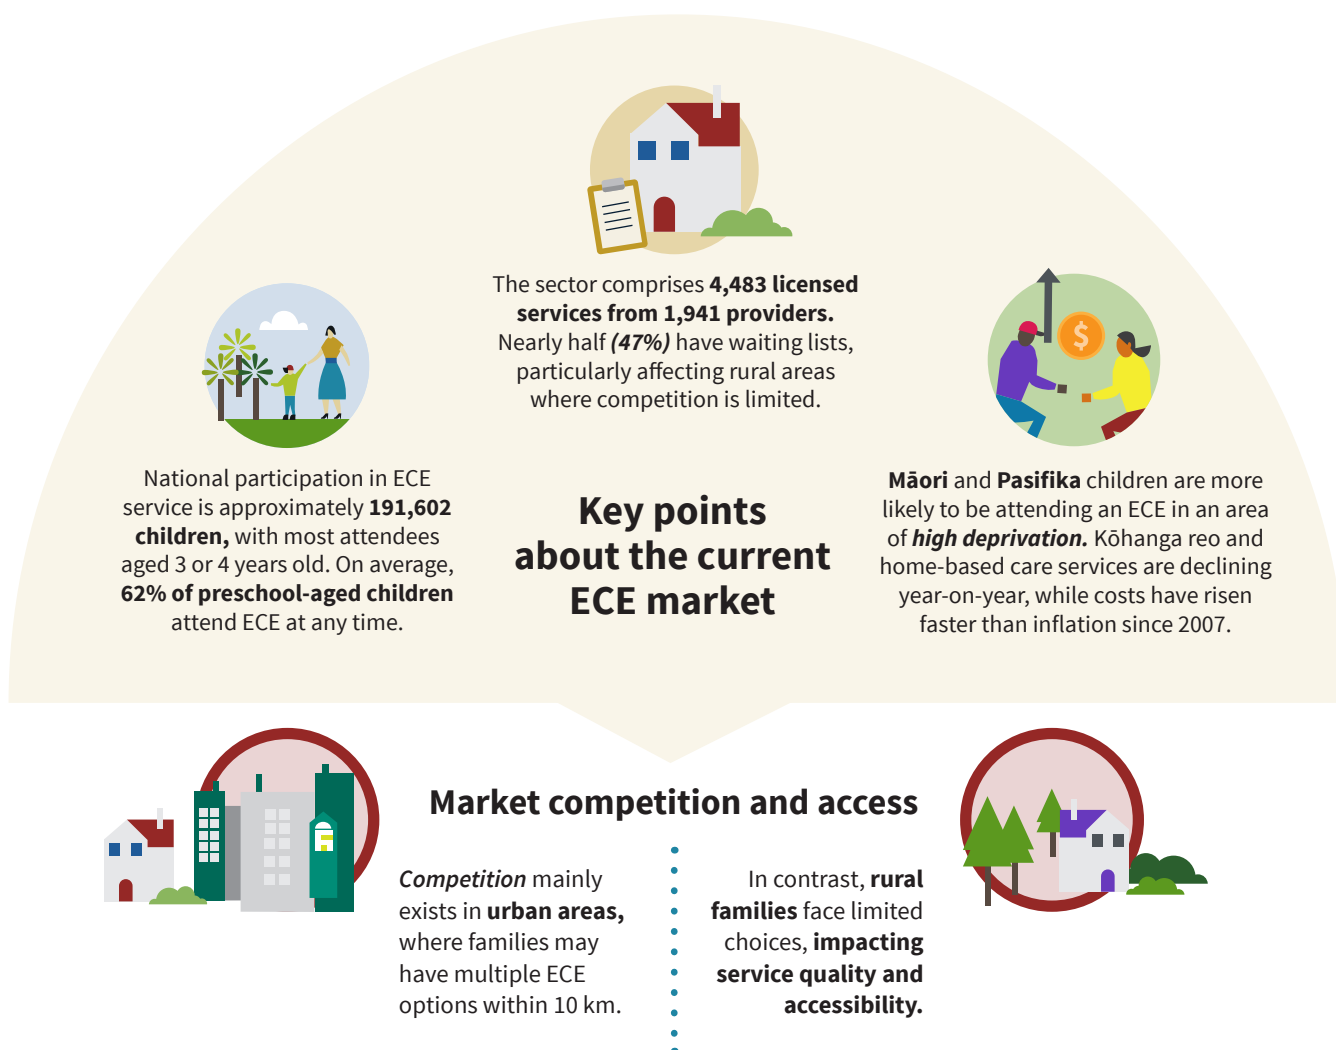 The sector comprises 4,483 licensed
services from 1,941 providers.
Nearly half (47%) have waiting lists,
particularly affecting rural areas
where competition is limited.
National participation in ECE
service is approximately 191,602
children, with most attendees
aged 3 or 4 years old. On average,
62% of preschool-aged children
attend ECE at any time.
Key points
about the current
ECE market
Māori and Pasifika children are more
likely to be attending an ECE in an area
of high deprivation. Kōhanga reo and
home-based care services are declining
year-on-year, while costs have risen
faster than inflation since 2007.
$
Market competition and access
Competition mainly
exists in urban areas,
where families may
have multiple ECE
options within 10 km.
In contrast, rural
families face limited
choices, impacting
service quality and
accessibility.